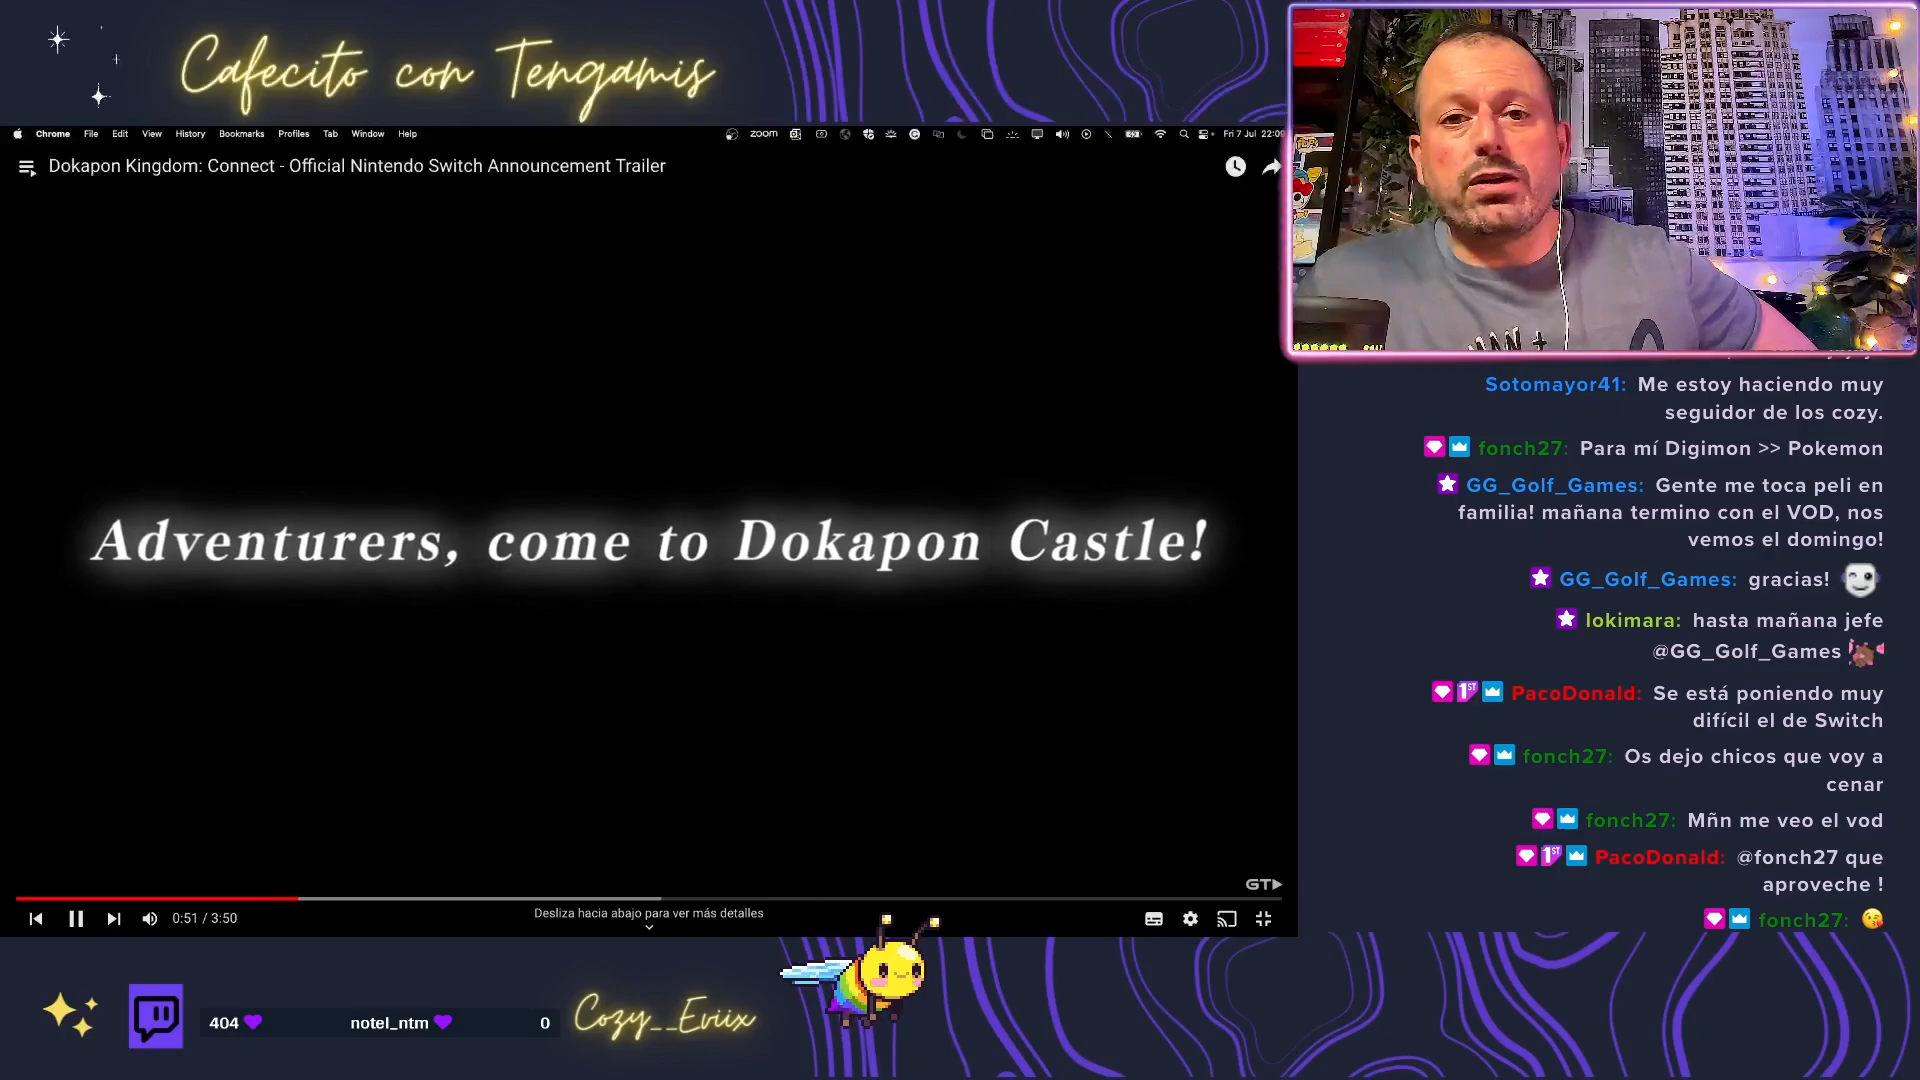 Cafecito con Tengamis
Chrome File Edit View History Bookmarks Profiles Tab Window Help zoom Fri 7 Jul 22:09
Dokapon Kingdom: Connect - Official Nintendo Switch Announcement Trailer
Adventurers, come to Dokapon Castle!
GT
0:51 / 3:50
Desliza hacia abajo para ver más detalles
Sotomayor41: Me estoy haciendo muy
seguidor de los cozy.
fonch27: Para mí Digimon >> Pokemon
GG_Golf_Games: Gente me toca peli en
familia! mañana termino con el VOD, nos
vemos el domingo!
GG_Golf_Games: gracias!
lokimara: hasta mañana jefe
@GG_Golf_Games
1ST PacoDonald: Se está poniendo muy
difícil el de Switch
fonch27: Os dejo chicos que voy a
cenar
fonch27: Mñn me veo el vod
1ST PacoDonald: @fonch27 que
aproveche !
fonch27: 😘
404 💜 notel_ntm 💜 0
Cozy__Eviix